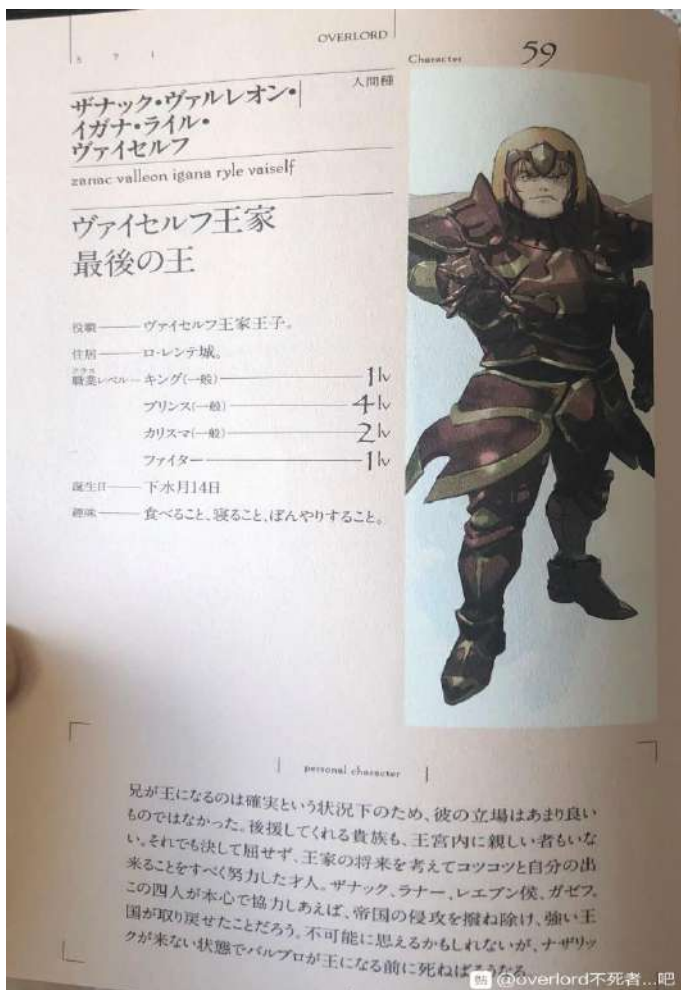 OVERLORD
Character
59
5 7 1
人間種
ザナック・ヴァルレオン・
イガナ・ライル・
ヴァイセルフ
zanac valleon igana ryle vaiself
ヴァイセルフ王家
最後の王
役職――ヴァイセルフ王家王子。
住居――ロ・レンテ城。
クラス
職業レベル――キング(一般)――1lv
プリンス(一般)――4lv
カリスマ(一般)――2lv
ファイター――1lv
誕生日――下水月14日
趣味――食べること、寝ること、ぼんやりすること。
personal character
兄が王になるのは確実という状況下のため、彼の立場はあまり良い
ものではなかった。後援してくれる貴族も、王宮内に親しい者もいな
い。それでも決して屈せず、王家の将来を考えてコツコツと自分の出
来ることをすべく努力した才人。ザナック、ラナー、レエブン侯、ガゼフ。
この四人が本心で協力しあえば、帝国の侵攻を撥ね除け、強い王
国が取り戻せたことだろう。不可能に思えるかもしれないが、ナザリッ
クが来ない状態でバルブロが王になる前に死ねばそうなる。
貼 @overlord不死者...吧